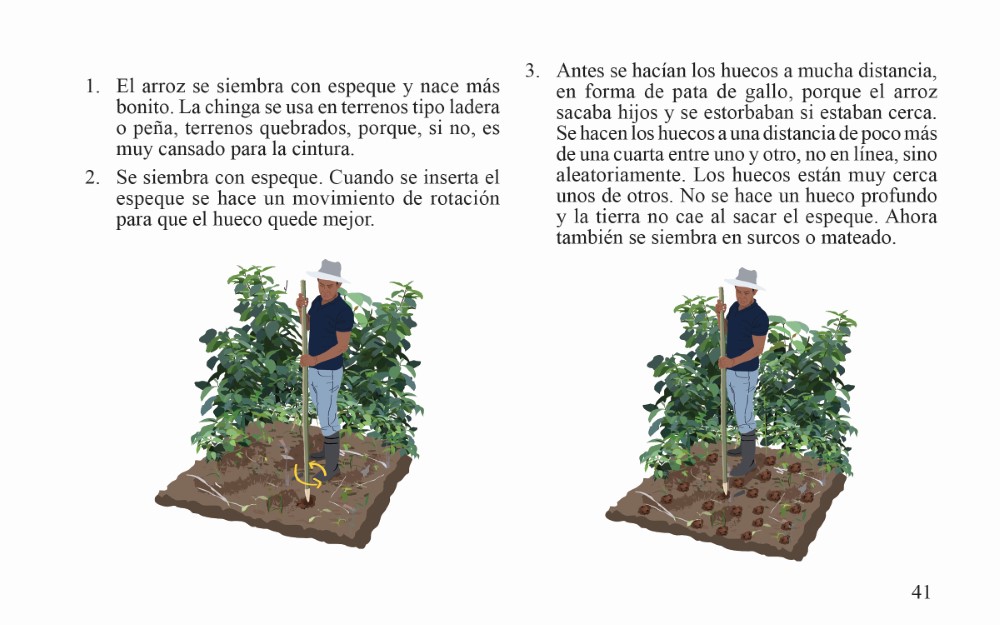 1. El arroz se siembra con espeque y nace más
bonito. La chinga se usa en terrenos tipo ladera
o peña, terrenos quebrados, porque, si no, es
muy cansado para la cintura.
2. Se siembra con espeque. Cuando se inserta el
espeque se hace un movimiento de rotación
para que el hueco quede mejor.
3. Antes se hacían los huecos a mucha distancia,
en forma de pata de gallo, porque el arroz
sacaba hijos y se estorbaban si estaban cerca.
Se hacen los huecos a una distancia de poco más
de una cuarta entre uno y otro, no en línea, sino
aleatoriamente. Los huecos están muy cerca
unos de otros. No se hace un hueco profundo
y la tierra no cae al sacar el espeque. Ahora
también se siembra en surcos o mateado.
41